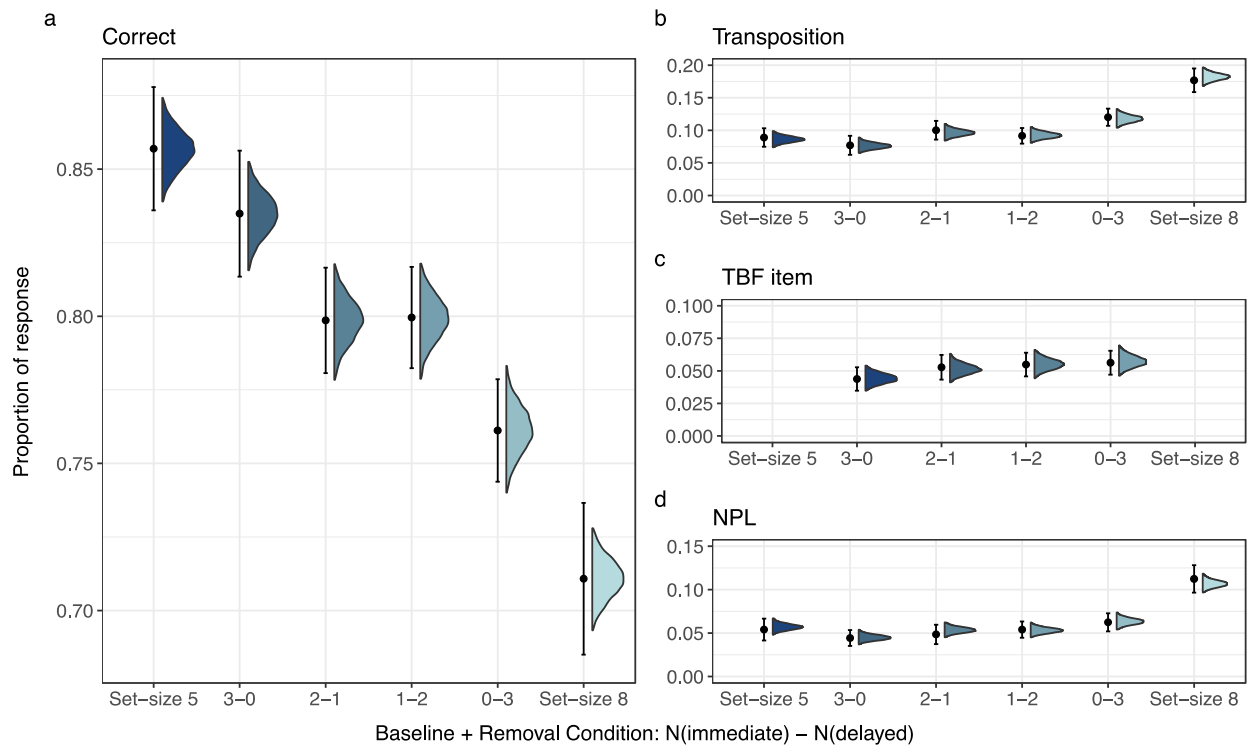 a
Correct
Proportion of response
0.85
0.80
0.75
0.70
Set−size 5 3−0 2−1 1−2 0−3 Set−size 8
b
Transposition
0.20
0.15
0.10
0.05
0.00
Set−size 5 3−0 2−1 1−2 0−3 Set−size 8
c
TBF item
0.100
0.075
0.050
0.025
0.000
Set−size 5 3−0 2−1 1−2 0−3 Set−size 8
d
NPL
0.15
0.10
0.05
0.00
Set−size 5 3−0 2−1 1−2 0−3 Set−size 8
Baseline + Removal Condition: N(immediate) − N(delayed)